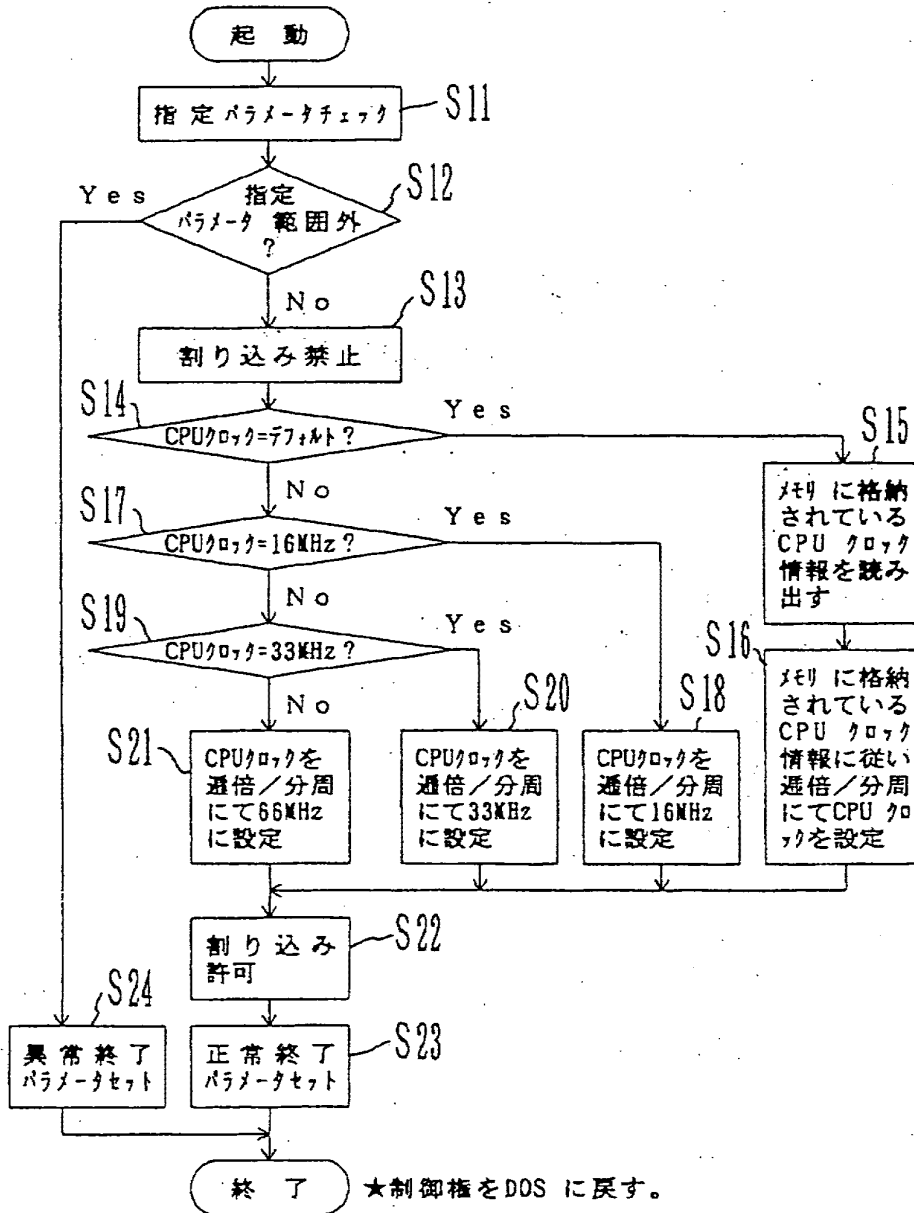 起 動
指定パラメータチェック
S11
Yes
S12
指定
パラメータ 範囲外
?
No
S13
割り込み禁止
S14
CPUクロック=デフォルト?
Yes
S15
メモリ に格納
されている
CPU クロック
情報を読み
出す
No
S17
CPUクロック=16MHz?
Yes
No
S19
CPUクロック=33MHz?
Yes
S16
メモリ に格納
されている
CPU クロック
情報に従い
逓倍/分周
にてCPU クロ
ックを設定
No
S21
CPUクロックを
逓倍/分周
にて66MHz
に設定
S20
CPUクロックを
逓倍/分周
にて33MHz
に設定
S18
CPUクロックを
逓倍/分周
にて16MHz
に設定
割り込み
許可
S22
S24
異常終了
パラメータセット
正常終了
パラメータセット
S23
終 了
★制御権をDOS に戻す。